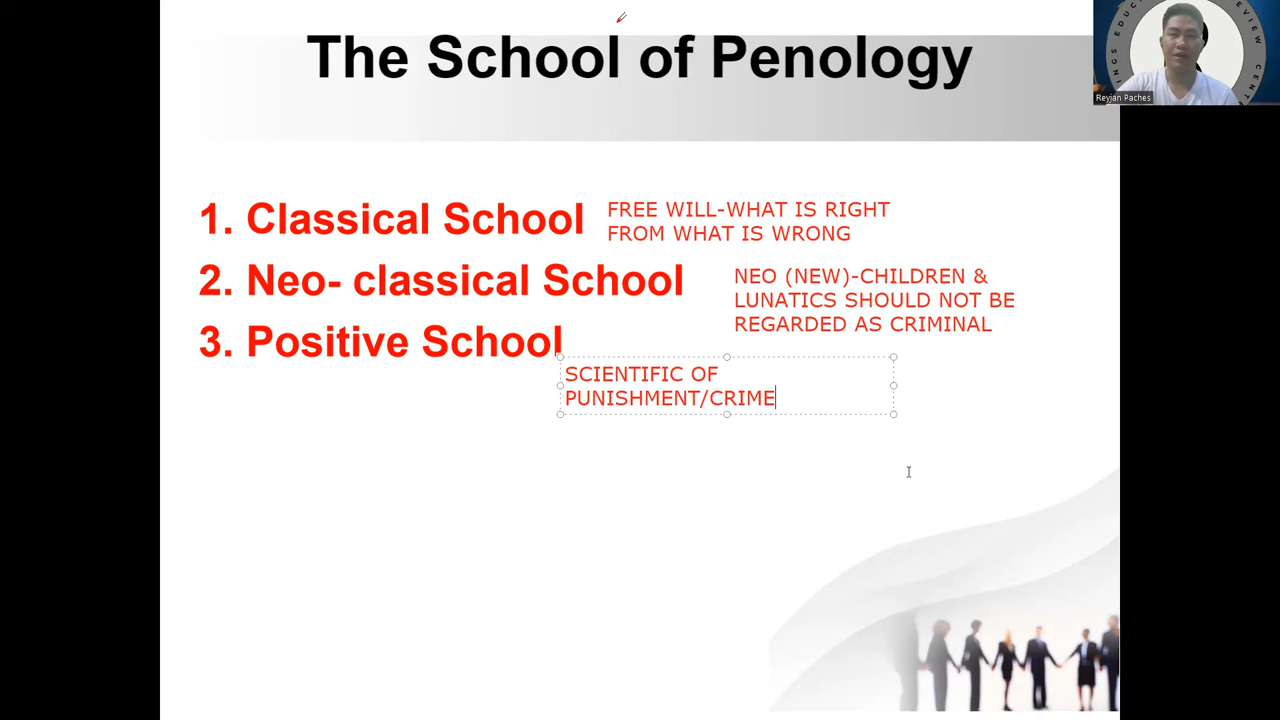 The School of Penology
1. Classical School
FREE WILL-WHAT IS RIGHT
FROM WHAT IS WRONG
2. Neo- classical School
NEO (NEW)-CHILDREN &
LUNATICS SHOULD NOT BE
REGARDED AS CRIMINAL
3. Positive School
SCIENTIFIC OF
PUNISHMENT/CRIME
Reyjan Paches